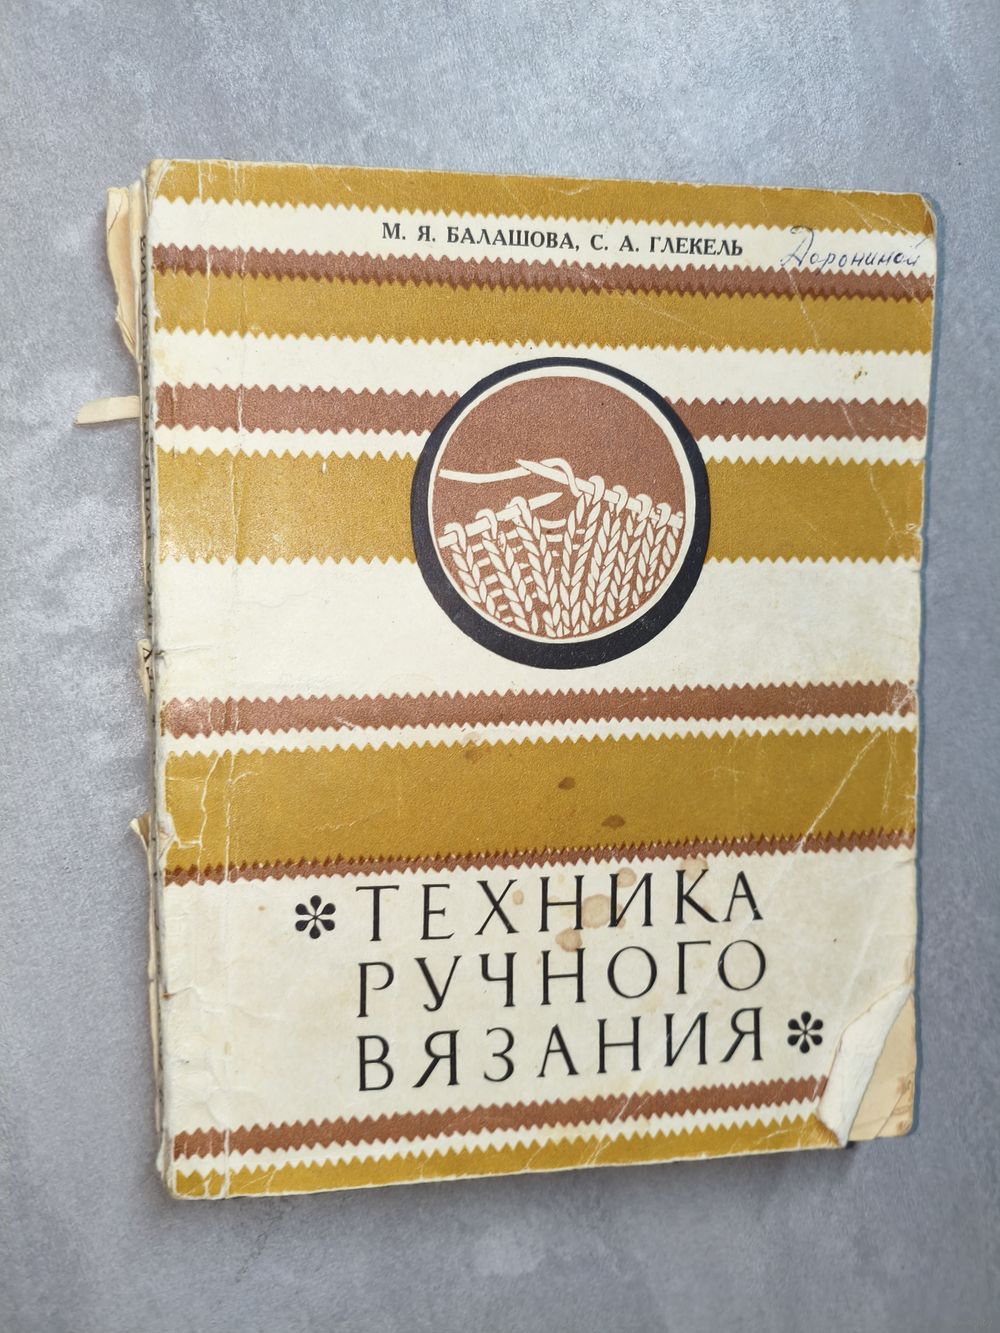 М. Я. БАЛАШОВА, С. А. ГЛЕКЕЛЬ
Дорониной
* ТЕХНИКА
РУЧНОГО
ВЯЗАНИЯ *